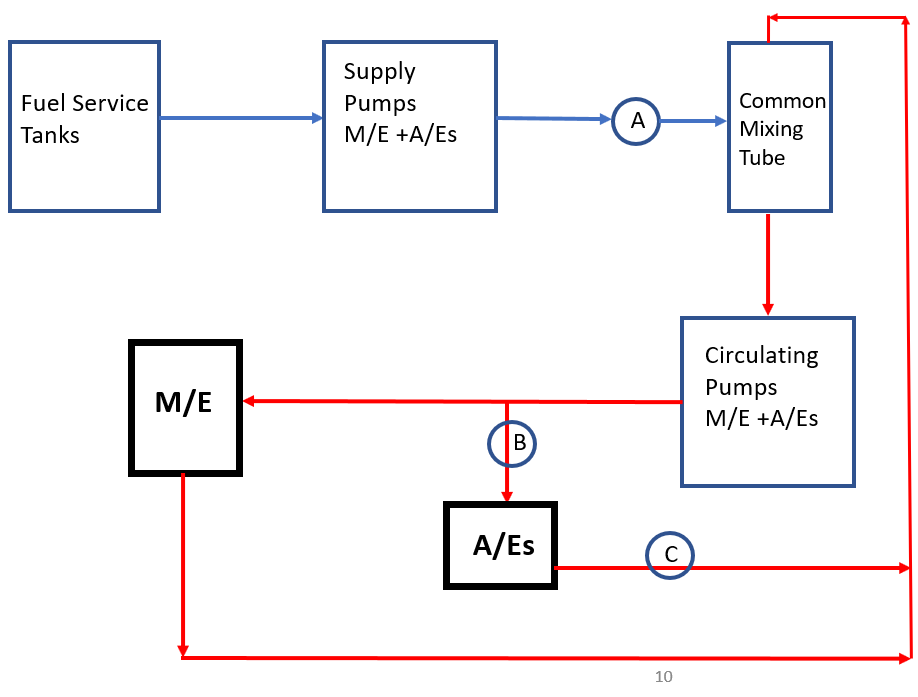 Fuel Service
Tanks
Supply
Pumps
M/E +A/Es
A
Common
Mixing
Tube
Circulating
Pumps
M/E +A/Es
M/E
B
A/Es
C
10